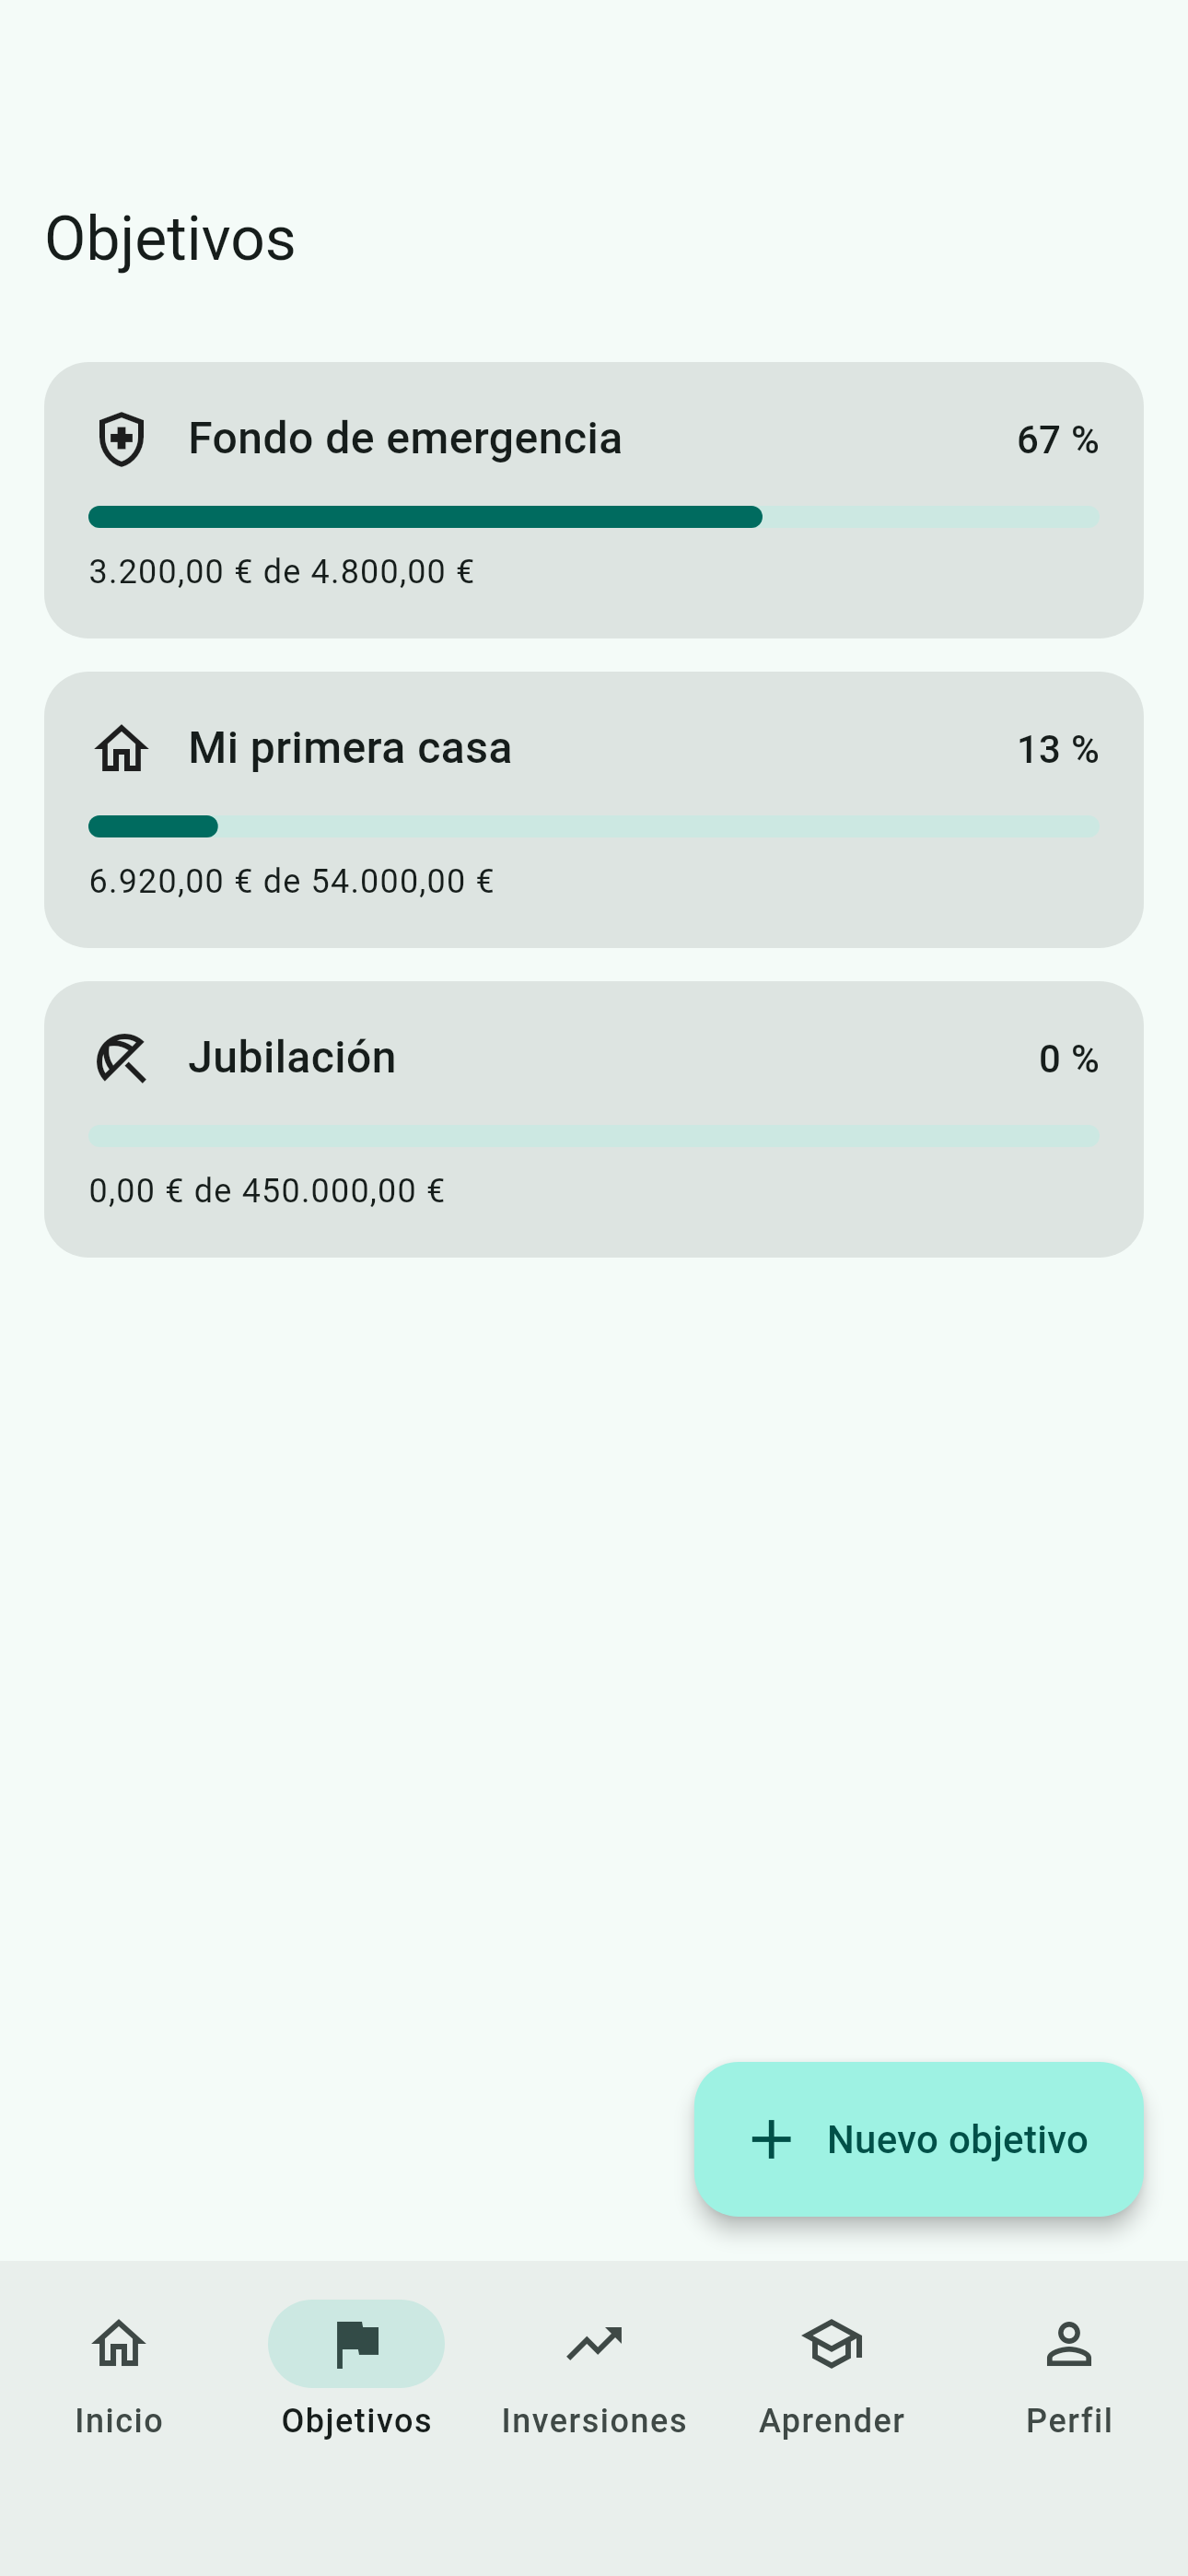 Objetivos
Fondo de emergencia 67 %
3.200,00 € de 4.800,00 €
Mi primera casa 13 %
6.920,00 € de 54.000,00 €
Jubilación 0 %
0,00 € de 450.000,00 €
Nuevo objetivo
Inicio Objetivos Inversiones Aprender Perfil